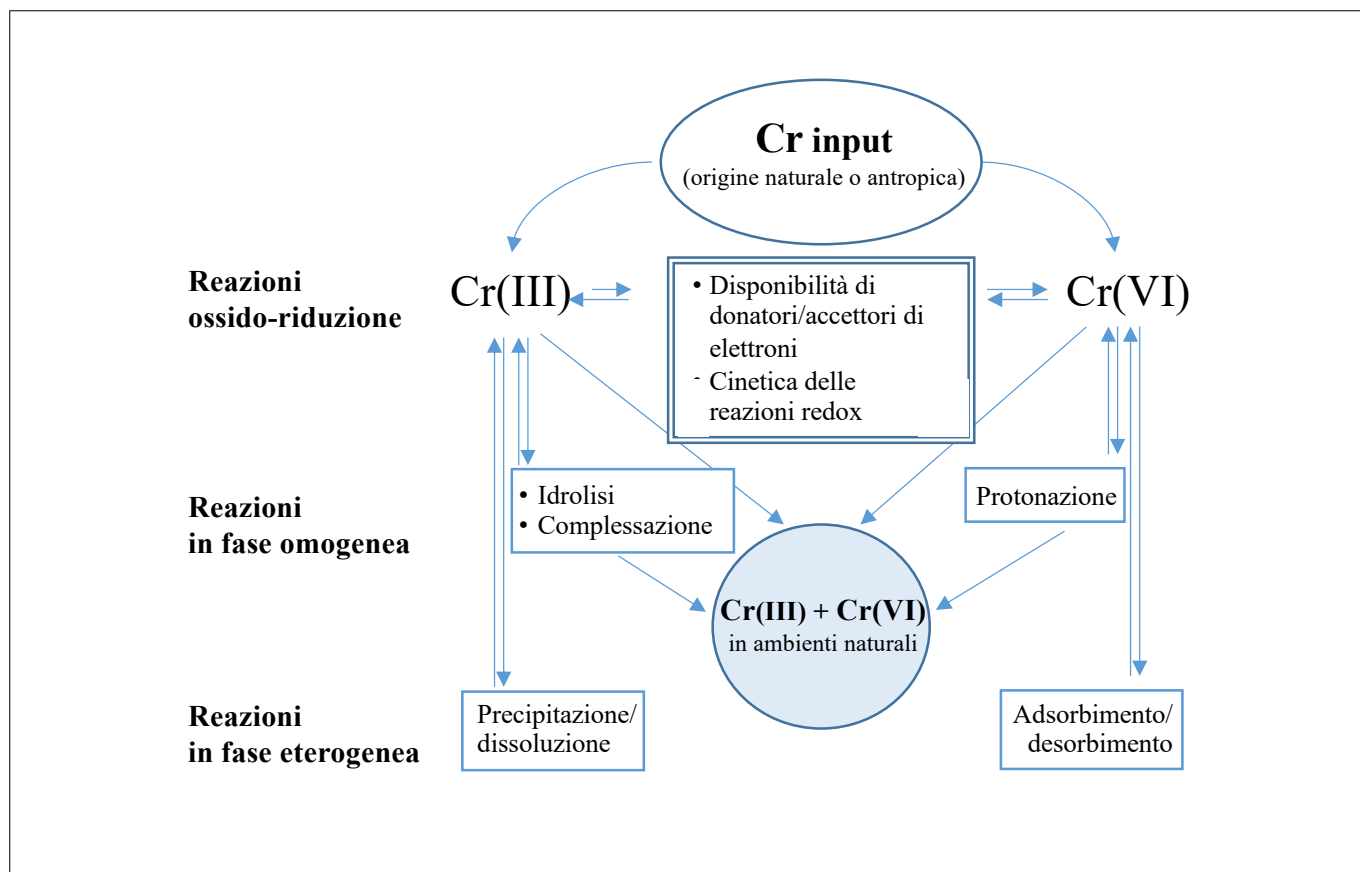 Cr input
(origine naturale o antropica)
Reazioni
ossido-riduzione
Cr(III)
• Disponibilità di
donatori/accettori di
elettroni
- Cinetica delle
reazioni redox
Cr(VI)
Reazioni
in fase omogenea
• Idrolisi
• Complessazione
Protonazione
Cr(III) + Cr(VI)
in ambienti naturali
Reazioni
in fase eterogenea
Precipitazione/
dissoluzione
Adsorbimento/
desorbimento